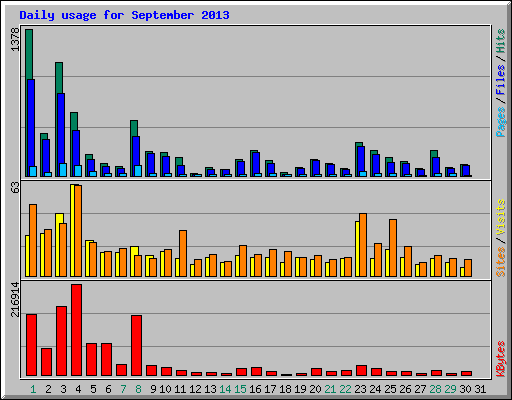 Daily usage for September 2013
1378
Pages / Files / Hits
63
Sites / Visits
216914
KBytes
1 2 3 4 5 6 7 8 9 10 11 12 13 14 15 16 17 18 19 20 21 22 23 24 25 26 27 28 29 30 31